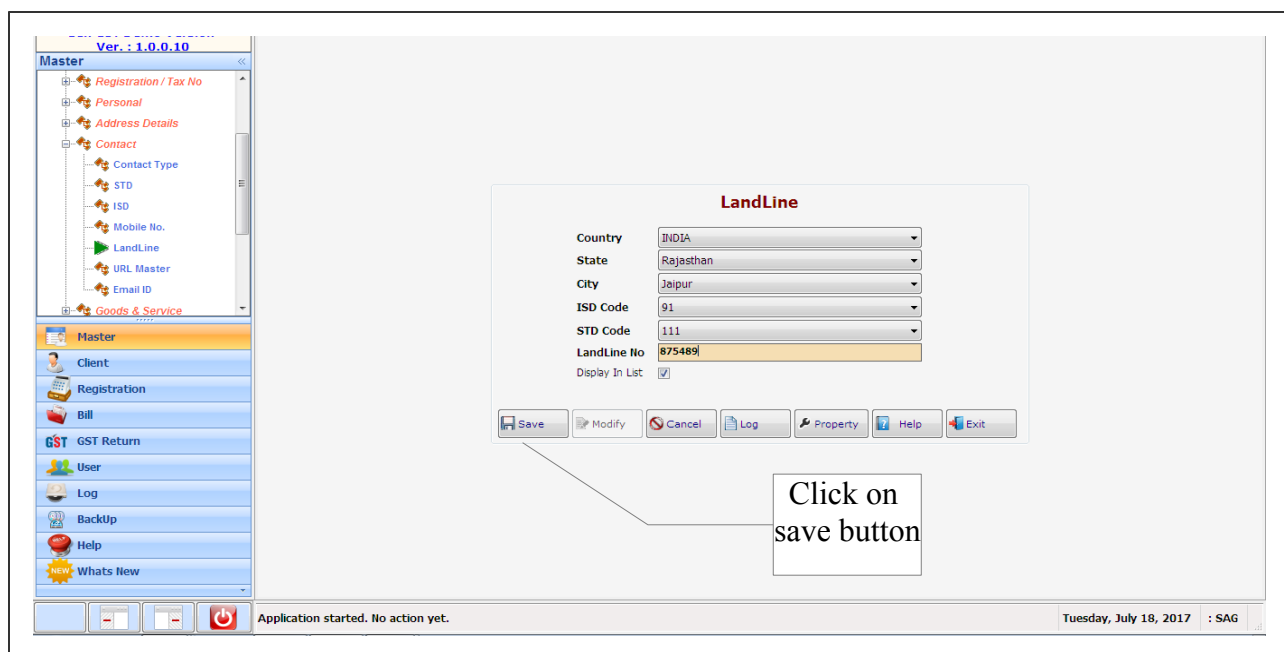 Ver. : 1.0.0.10
Master
Registration / Tax No
Personal
Address Details
Contact
Contact Type
STD
ISD
Mobile No.
LandLine
URL Master
Email ID
Goods & Service
Master
Client
Registration
Bill
GST GST Return
User
Log
BackUp
Help
NEW Whats New
LandLine
Country INDIA
State Rajasthan
City Jaipur
ISD Code 91
STD Code 111
LandLine No 875489
Display In List
Save Modify Cancel Log Property Help Exit
Click on
save button
Application started. No action yet. Tuesday, July 18, 2017 : SAG